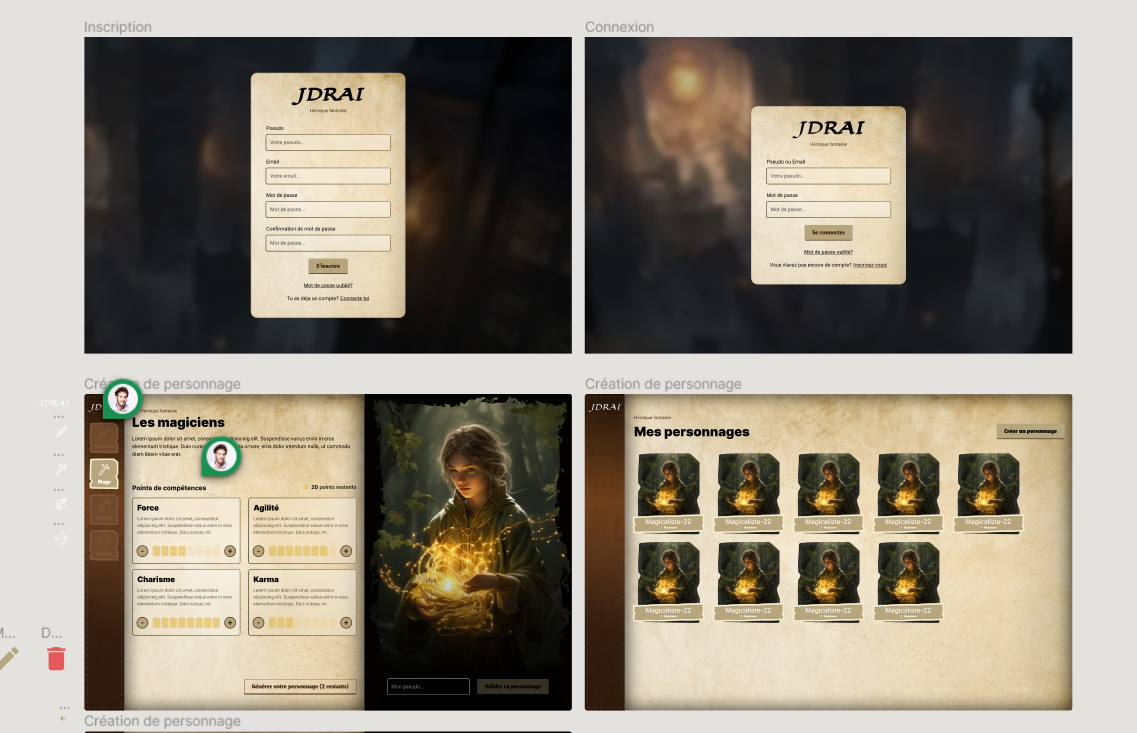 Inscription
JDRAI
Héroïque fantaisie
Pseudo
Votre pseudo...
Email
Votre email...
Mot de passe
Mot de passe...
Confirmation de mot de passe
Mot de passe...
S'inscrire
Mot de passe oublié?
Tu as déja un compte? Connecte toi
Connexion
JDRAI
Héroïque fantaisie
Pseudo ou Email
Votre pseudo...
Mot de passe
Mot de passe...
Se connecter
Mot de passe oublié?
Vous n'avez pas encore de compte? Inscrivez-vous!
JDRAI
...
...
...
...
M...
D...
...
de personnage
JD
Héroïque fantaisie
Les magiciens
Lorem ipsum dolor sit amet, adipiscing elit. Suspendisse varius enim in eros
elementum tristique. Duis ornare, eros dolor interdum nulla, ut commodo
diam libero vitae erat.
Mage
Points de compétences
20 points restants
Force
Lorem ipsum dolor sit amet, consectetur
adipiscing elit. Suspendisse varius enim in eros
elementum tristique. Duis cursus, mi
- +
Agilité
Lorem ipsum dolor sit amet, consectetur
adipiscing elit. Suspendisse varius enim in eros
elementum tristique. Duis cursus, mi
- +
Charisme
Lorem ipsum dolor sit amet, consectetur
adipiscing elit. Suspendisse varius enim in eros
elementum tristique. Duis cursus, mi
- +
Karma
Lorem ipsum dolor sit amet, consectetur
adipiscing elit. Suspendisse varius enim in eros
elementum tristique. Duis cursus, mi
- +
Générer votre personnage (2 restants)
Mon pseudo...
Valider ce personnage
Création de personnage
JDRAI
Héroïque fantaisie
Mes personnages
Créer un personnage
Magicaliste-22
Magicaliste-22
Magicaliste-22
Magicaliste-22
Magicaliste-22
Magicaliste-22
Magicaliste-22
Magicaliste-22
Magicaliste-22
Création de personnage